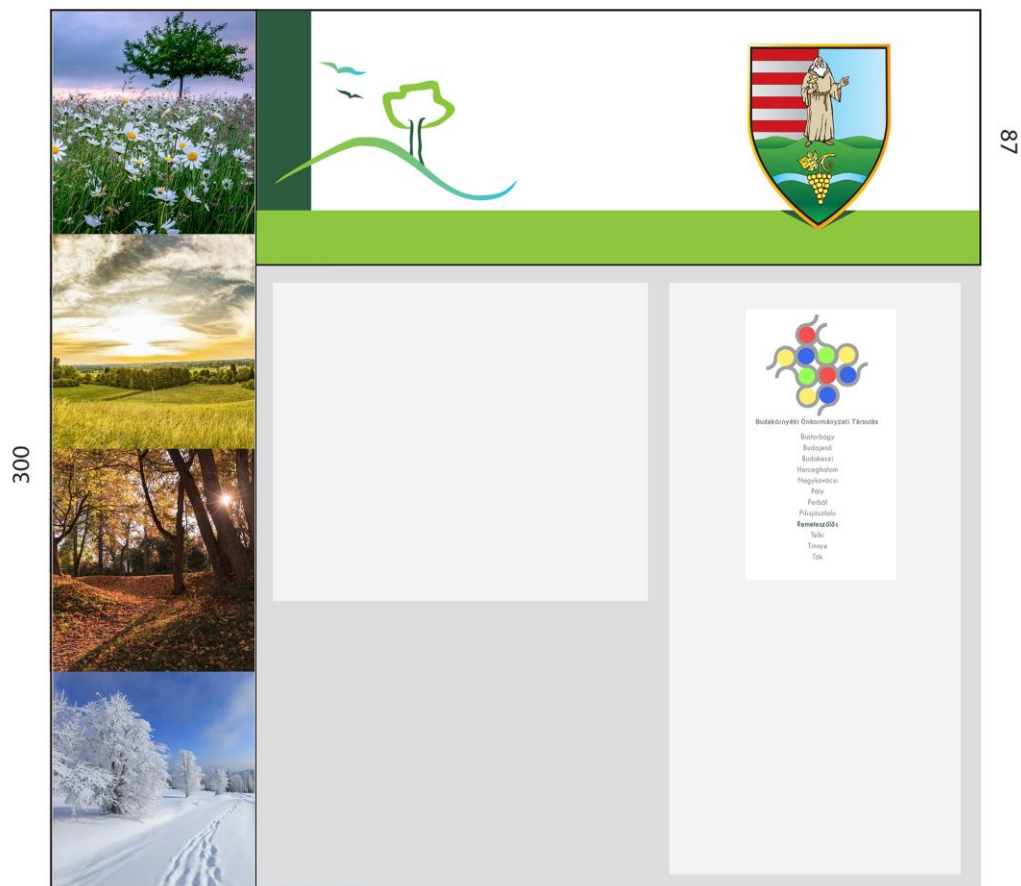 87
300
Budakörnyéki Önkormányzati Társulás
Biatorbágy
Budajenő
Budakeszi
Herceghalom
Nagykovácsi
Páty
Perbál
Pilisjászfalu
Remeteszőlős
Telki
Tinnye
Tök